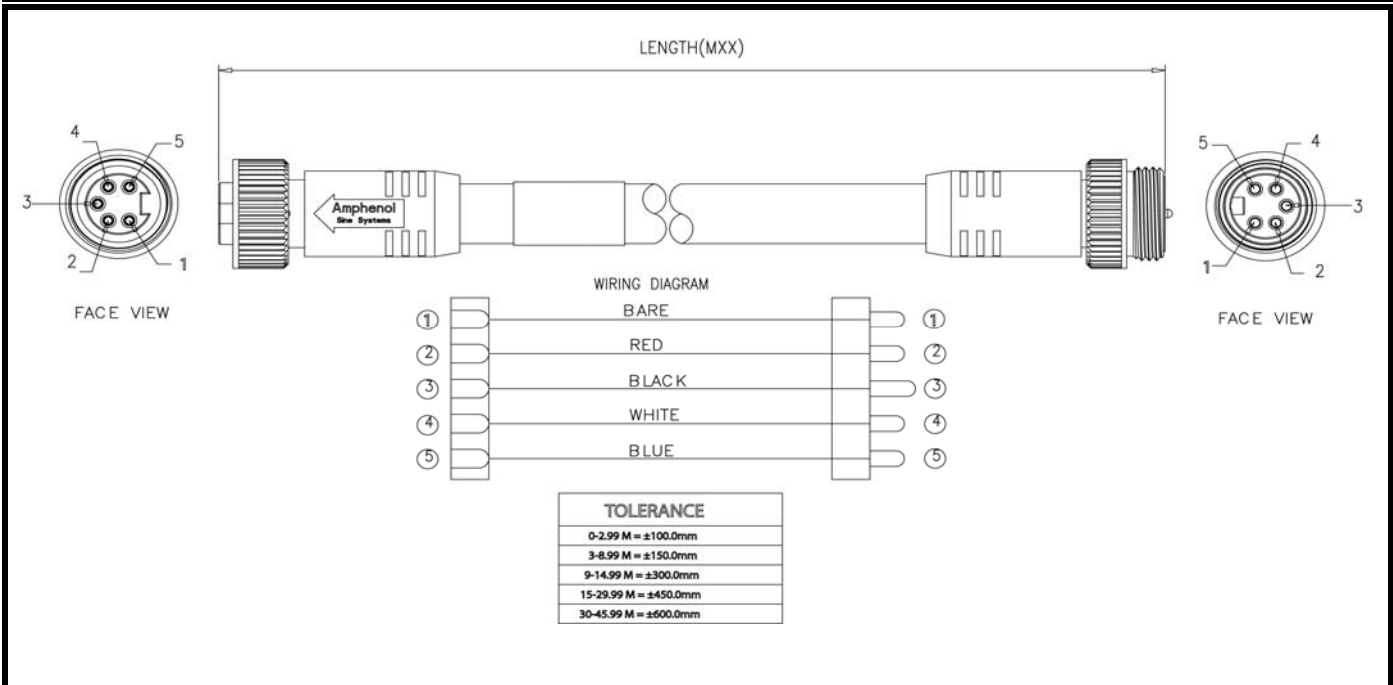 LENGTH(MXX)
4
5
3
2
1
FACE VIEW
Amphenol
Sine Systems
5
4
3
1
2
FACE VIEW
WIRING DIAGRAM
1 BARE 1
2 RED 2
3 BLACK 3
4 WHITE 4
5 BLUE 5
TOLERANCE
0-2.99 M = ±100.0mm
3-8.99 M = ±150.0mm
9-14.99 M = ±300.0mm
15-29.99 M = ±450.0mm
30-45.99 M = ±600.0mm